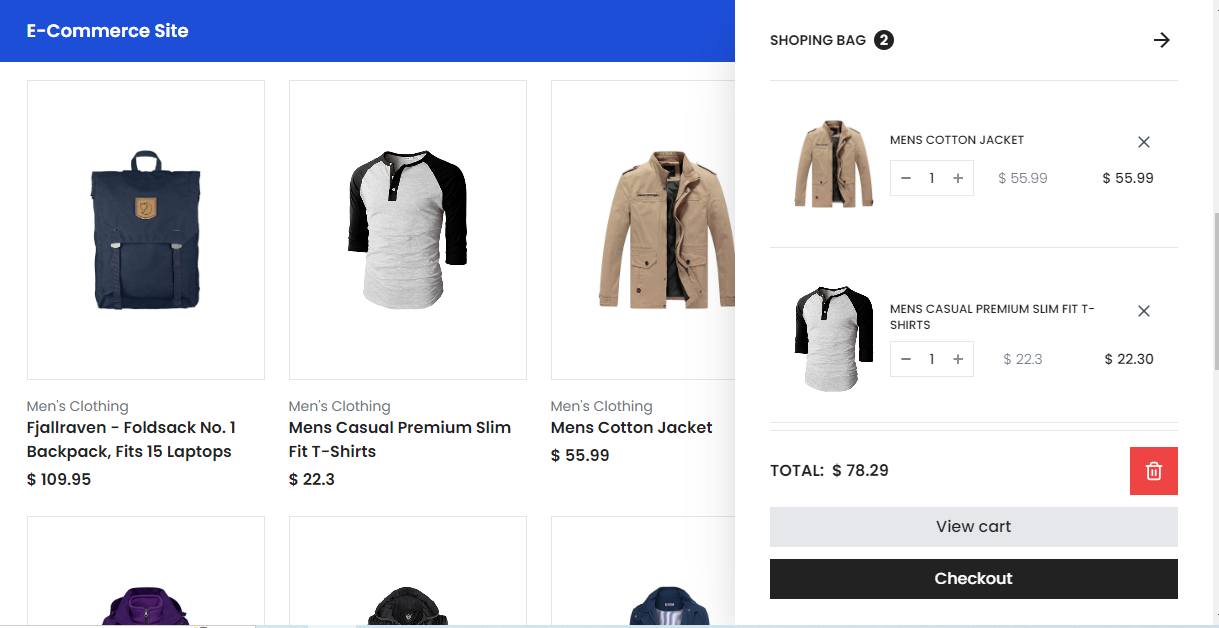 E-Commerce Site
Men's Clothing
Fjallraven - Foldsack No. 1
Backpack, Fits 15 Laptops
$ 109.95
Men's Clothing
Mens Casual Premium Slim
Fit T-Shirts
$ 22.3
Men's Clothing
Mens Cotton Jacket
$ 55.99
SHOPING BAG 2
MENS COTTON JACKET
1 $ 55.99 $ 55.99
MENS CASUAL PREMIUM SLIM FIT T-
SHIRTS
1 $ 22.3 $ 22.30
TOTAL: $ 78.29
View cart
Checkout